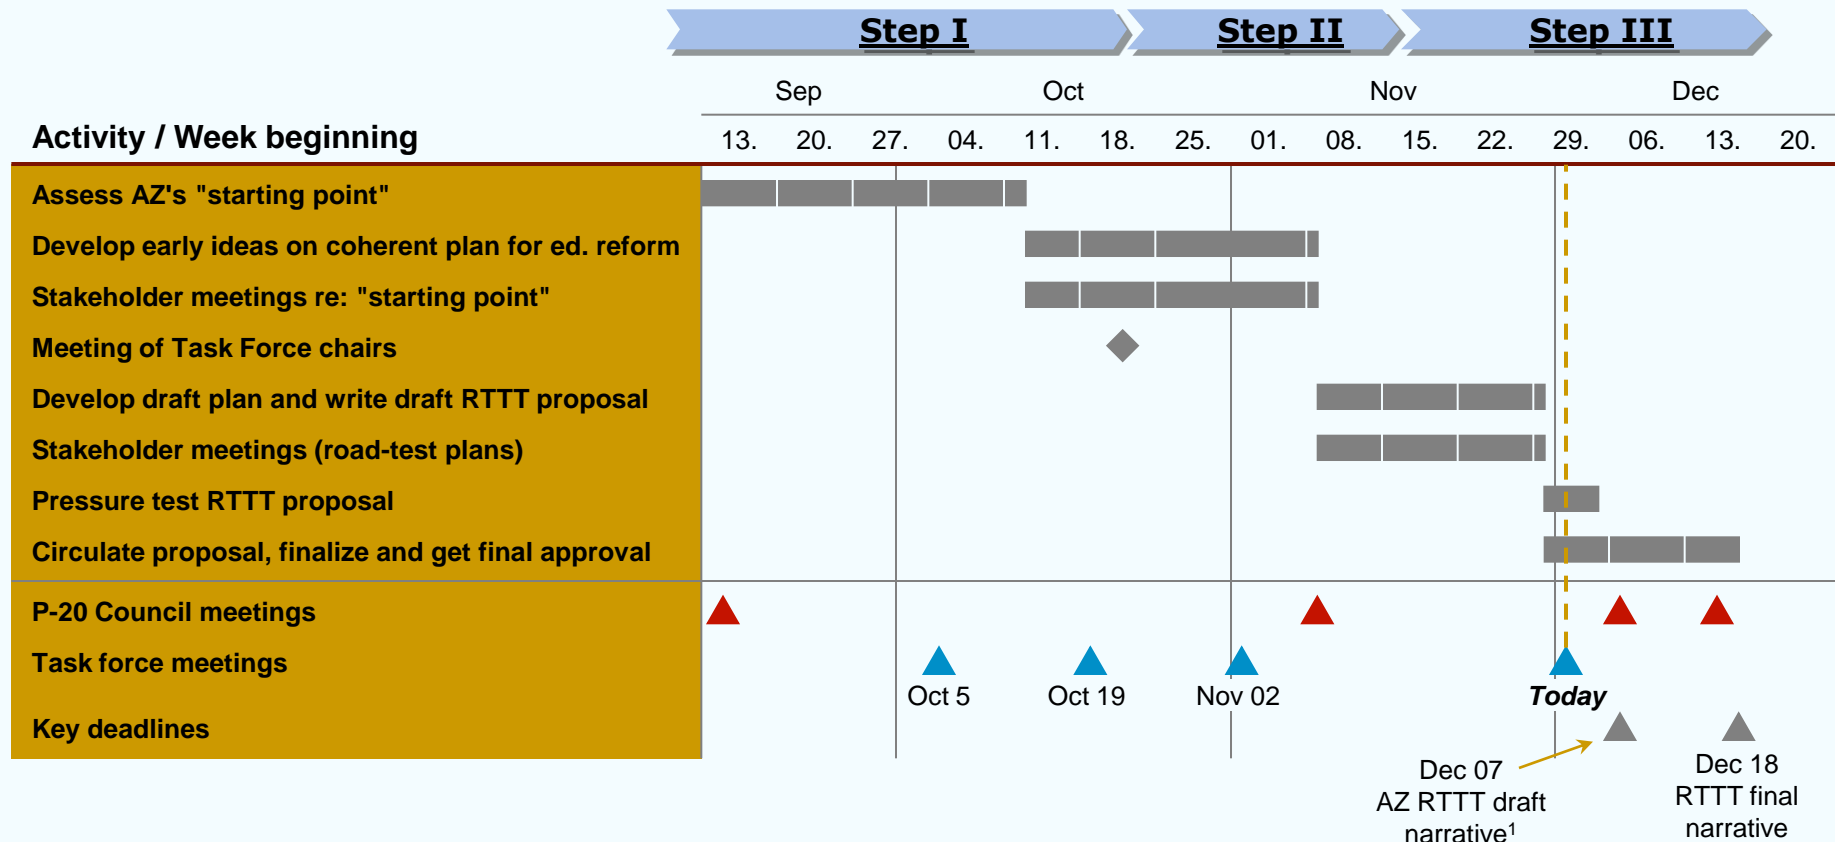 Step I Step II Step III
Sep Oct Nov Dec
Activity / Week beginning 13. 20. 27. 04. 11. 18. 25. 01. 08. 15. 22. 29. 06. 13. 20.
Assess AZ's "starting point"
Develop early ideas on coherent plan for ed. reform
Stakeholder meetings re: "starting point"
Meeting of Task Force chairs
Develop draft plan and write draft RTTT proposal
Stakeholder meetings (road-test plans)
Pressure test RTTT proposal
Circulate proposal, finalize and get final approval
P-20 Council meetings
Task force meetings
Oct 5 Oct 19 Nov 02 Today
Key deadlines
Dec 07
AZ RTTT draft
narrative¹
Dec 18
RTTT final
narrative